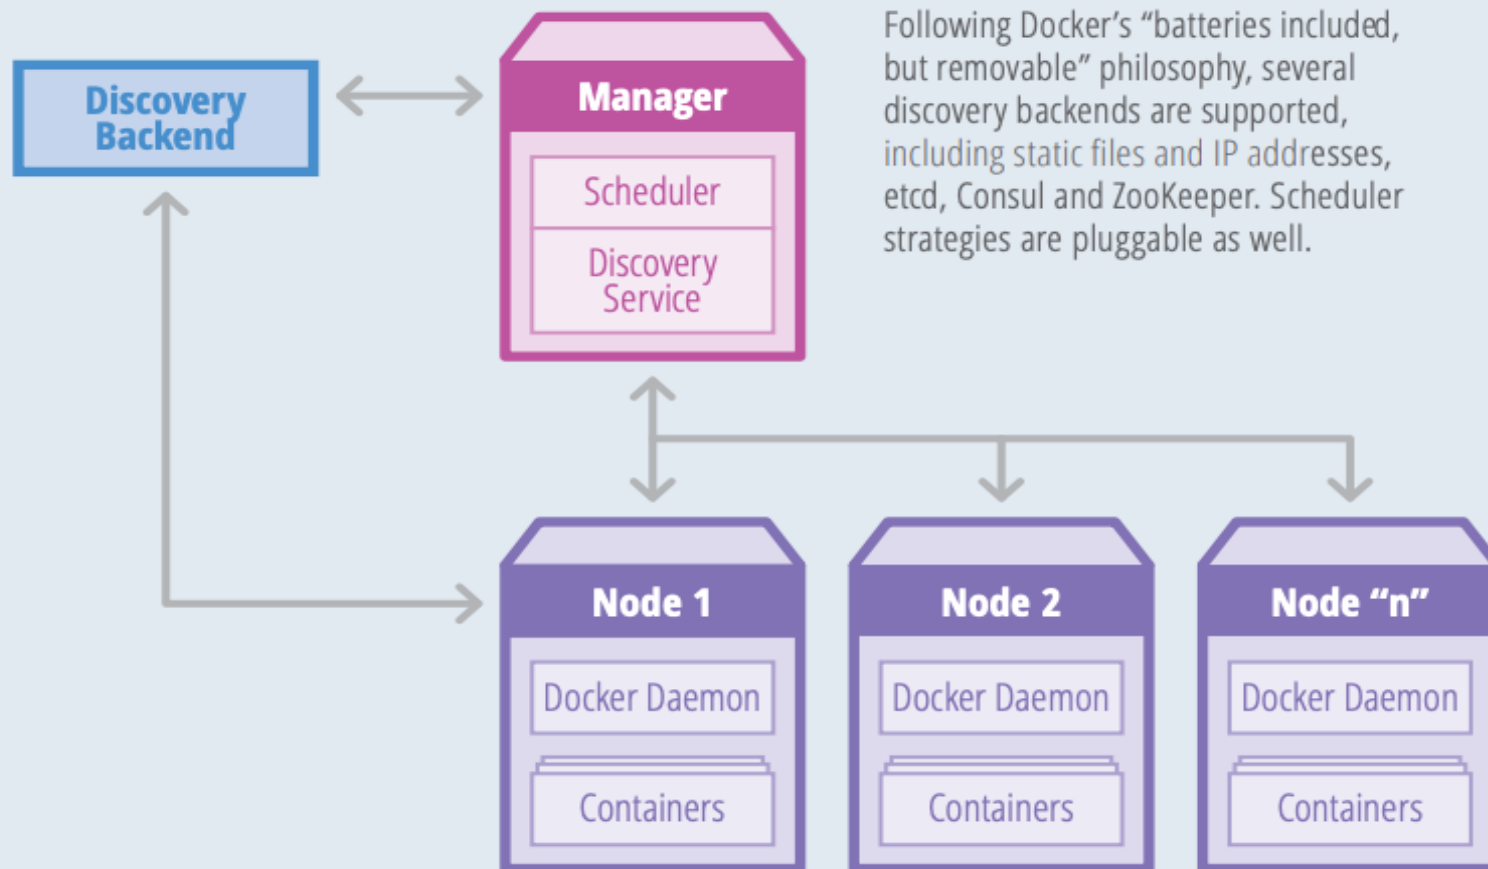 Discovery
Backend
Manager
Scheduler
Discovery
Service
Following Docker’s “batteries included,
but removable” philosophy, several
discovery backends are supported,
including static files and IP addresses,
etcd, Consul and ZooKeeper. Scheduler
strategies are pluggable as well.
Node 1
Docker Daemon
Containers
Node 2
Docker Daemon
Containers
Node “n”
Docker Daemon
Containers